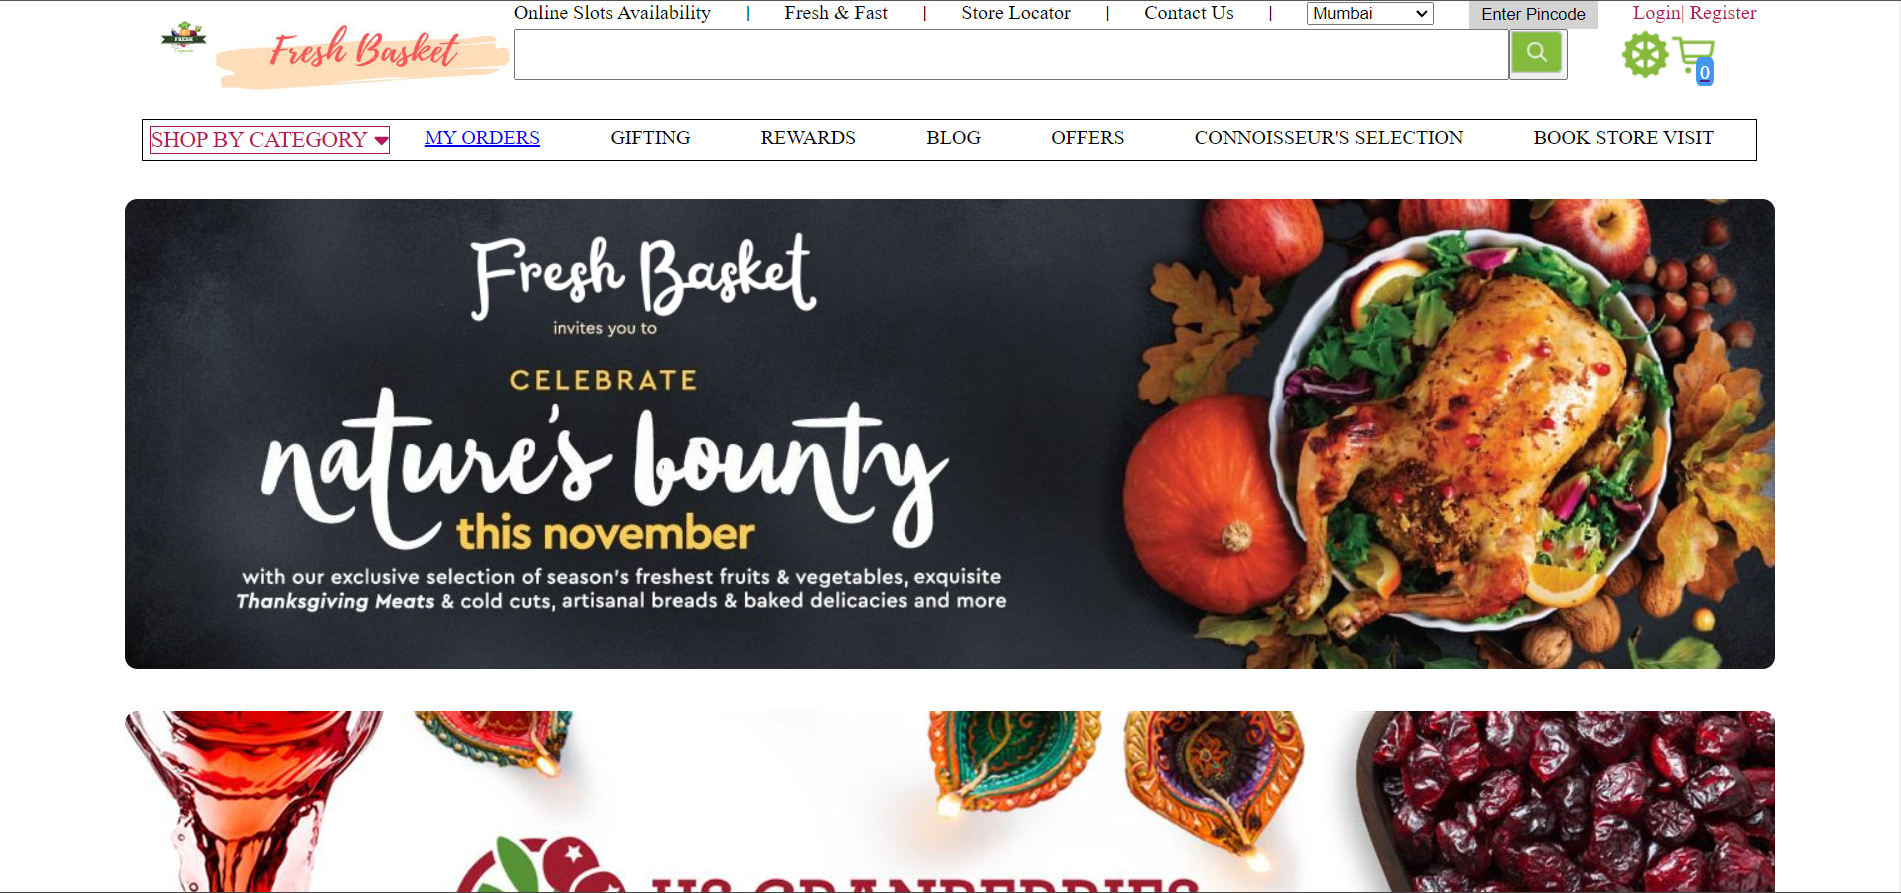 Online Slots Availability | Fresh & Fast | Store Locator | Contact Us | Mumbai Enter Pincode Login| Register
FRESH
Fresh Basket
0
SHOP BY CATEGORY MY ORDERS GIFTING REWARDS BLOG OFFERS CONNOISSEUR'S SELECTION BOOK STORE VISIT
Fresh Basket
invites you to
CELEBRATE
nature's bounty
this november
with our exclusive selection of season's freshest fruits & vegetables, exquisite
Thanksgiving Meats & cold cuts, artisanal breads & baked delicacies and more
US CRANBERRIES